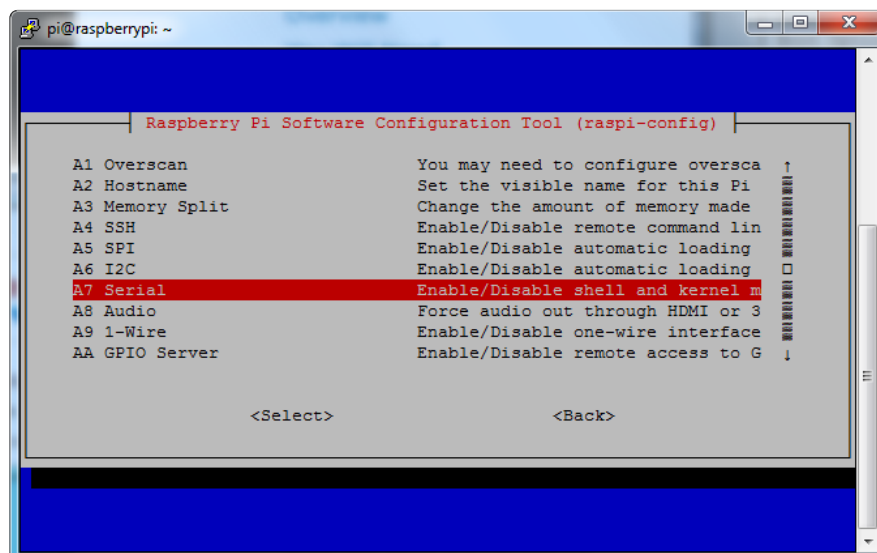 pi@raspberrypi: ~
Raspberry Pi Software Configuration Tool (raspi-config)
A1 Overscan You may need to configure oversca
A2 Hostname Set the visible name for this Pi
A3 Memory Split Change the amount of memory made
A4 SSH Enable/Disable remote command lin
A5 SPI Enable/Disable automatic loading
A6 I2C Enable/Disable automatic loading
A7 Serial Enable/Disable shell and kernel m
A8 Audio Force audio out through HDMI or 3
A9 1-Wire Enable/Disable one-wire interface
AA GPIO Server Enable/Disable remote access to G
<Select> <Back>